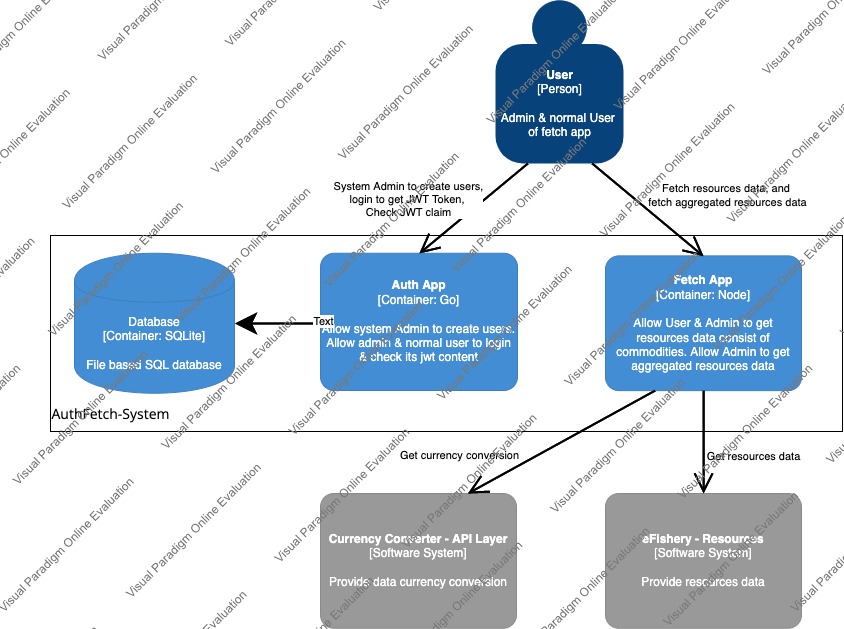 User
[Person]
Admin & normal User
of fetch app
System Admin to create users,
login to get JWT Token,
Check JWT claim
Fetch resources data, and
fetch aggregated resources data
Database
[Container: SQLite]
File based SQL database
Text
Auth App
[Container: Go]
Allow system Admin to create users.
Allow admin & normal user to login
& check its jwt content
Fetch App
[Container: Node]
Allow User & Admin to get
resources data consist of
commodities. Allow Admin to get
aggregated resources data
AuthFetch-System
Get currency conversion
Get resources data
Currency Converter - API Layer
[Software System]
Provide data currency conversion
eFishery - Resources
[Software System]
Provide resources data
Visual Paradigm Online Evaluation